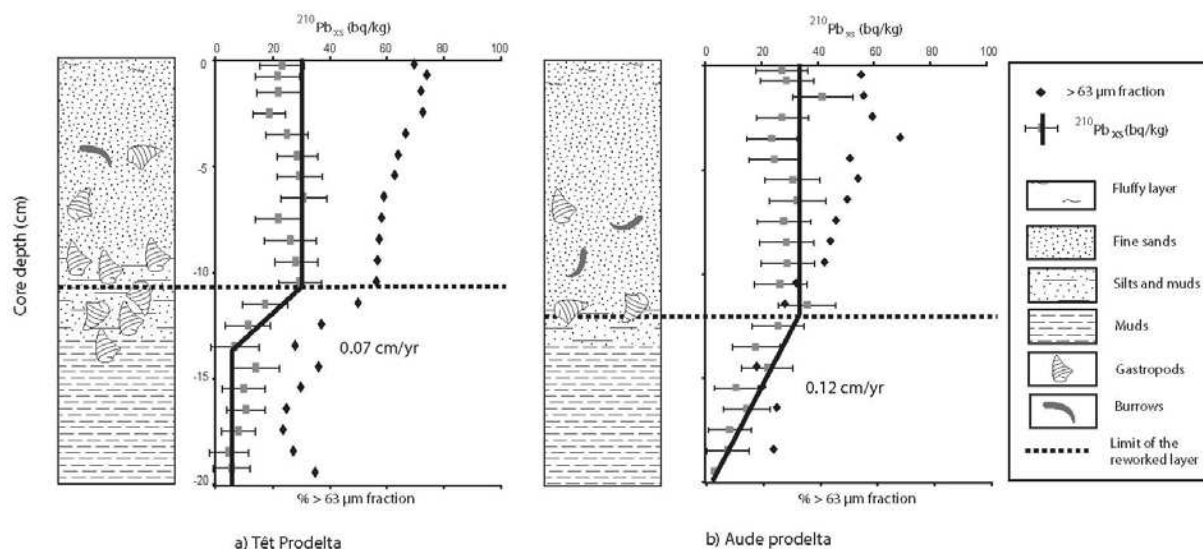 210Pbxs (bq/kg)
0 20 40 60 80 100
210Pbxs (bq/kg)
0 20 40 60 80 100
Core depth (cm)
0
-5
-10
-15
-20
0.07 cm/yr
0.12 cm/yr
% > 63 µm fraction
% > 63 µm fraction
a) Têt Prodelta
b) Aude prodelta
> 63 µm fraction
210Pbxs (bq/kg)
Fluffy layer
Fine sands
Silts and muds
Muds
Gastropods
Burrows
Limit of the
reworked layer